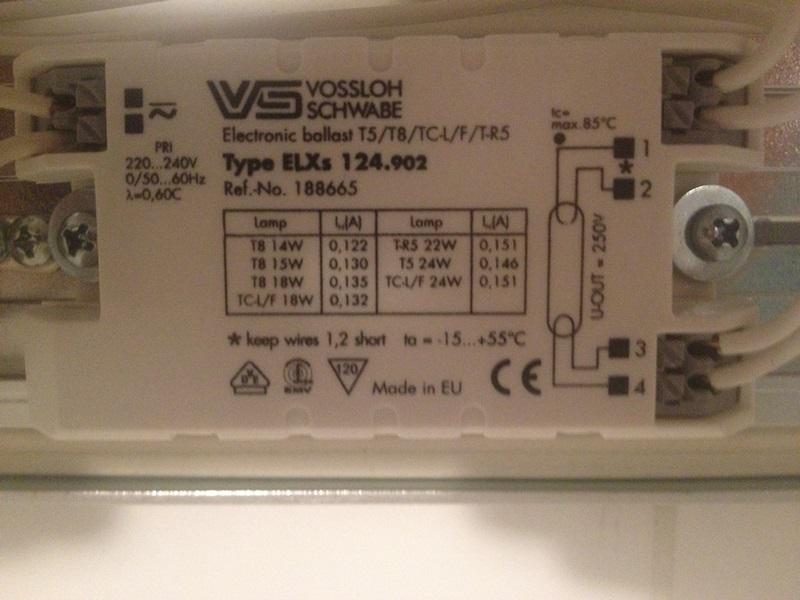 VS VOSSLOH
SCHWABE
Electronic ballast T5/T8/TC-L/F/T-R5
Type ELXs 124.902
Ref.-No. 188665
PRI
220...240V
0/50...60Hz
λ=0,60C
Lamp Iₙ(A) Lamp Iₙ(A)
T8 14W 0,122 T-R5 22W 0,151
T8 15W 0,130 T5 24W 0,146
T8 18W 0,135 TC-L/F 24W 0,151
TC-L/F 18W 0,132
* keep wires 1,2 short ta = -15...+55°C
VDE
EMV
120
Made in EU CE
tc=
max.85°C
1
*
2
U-OUT = 250V
3
4